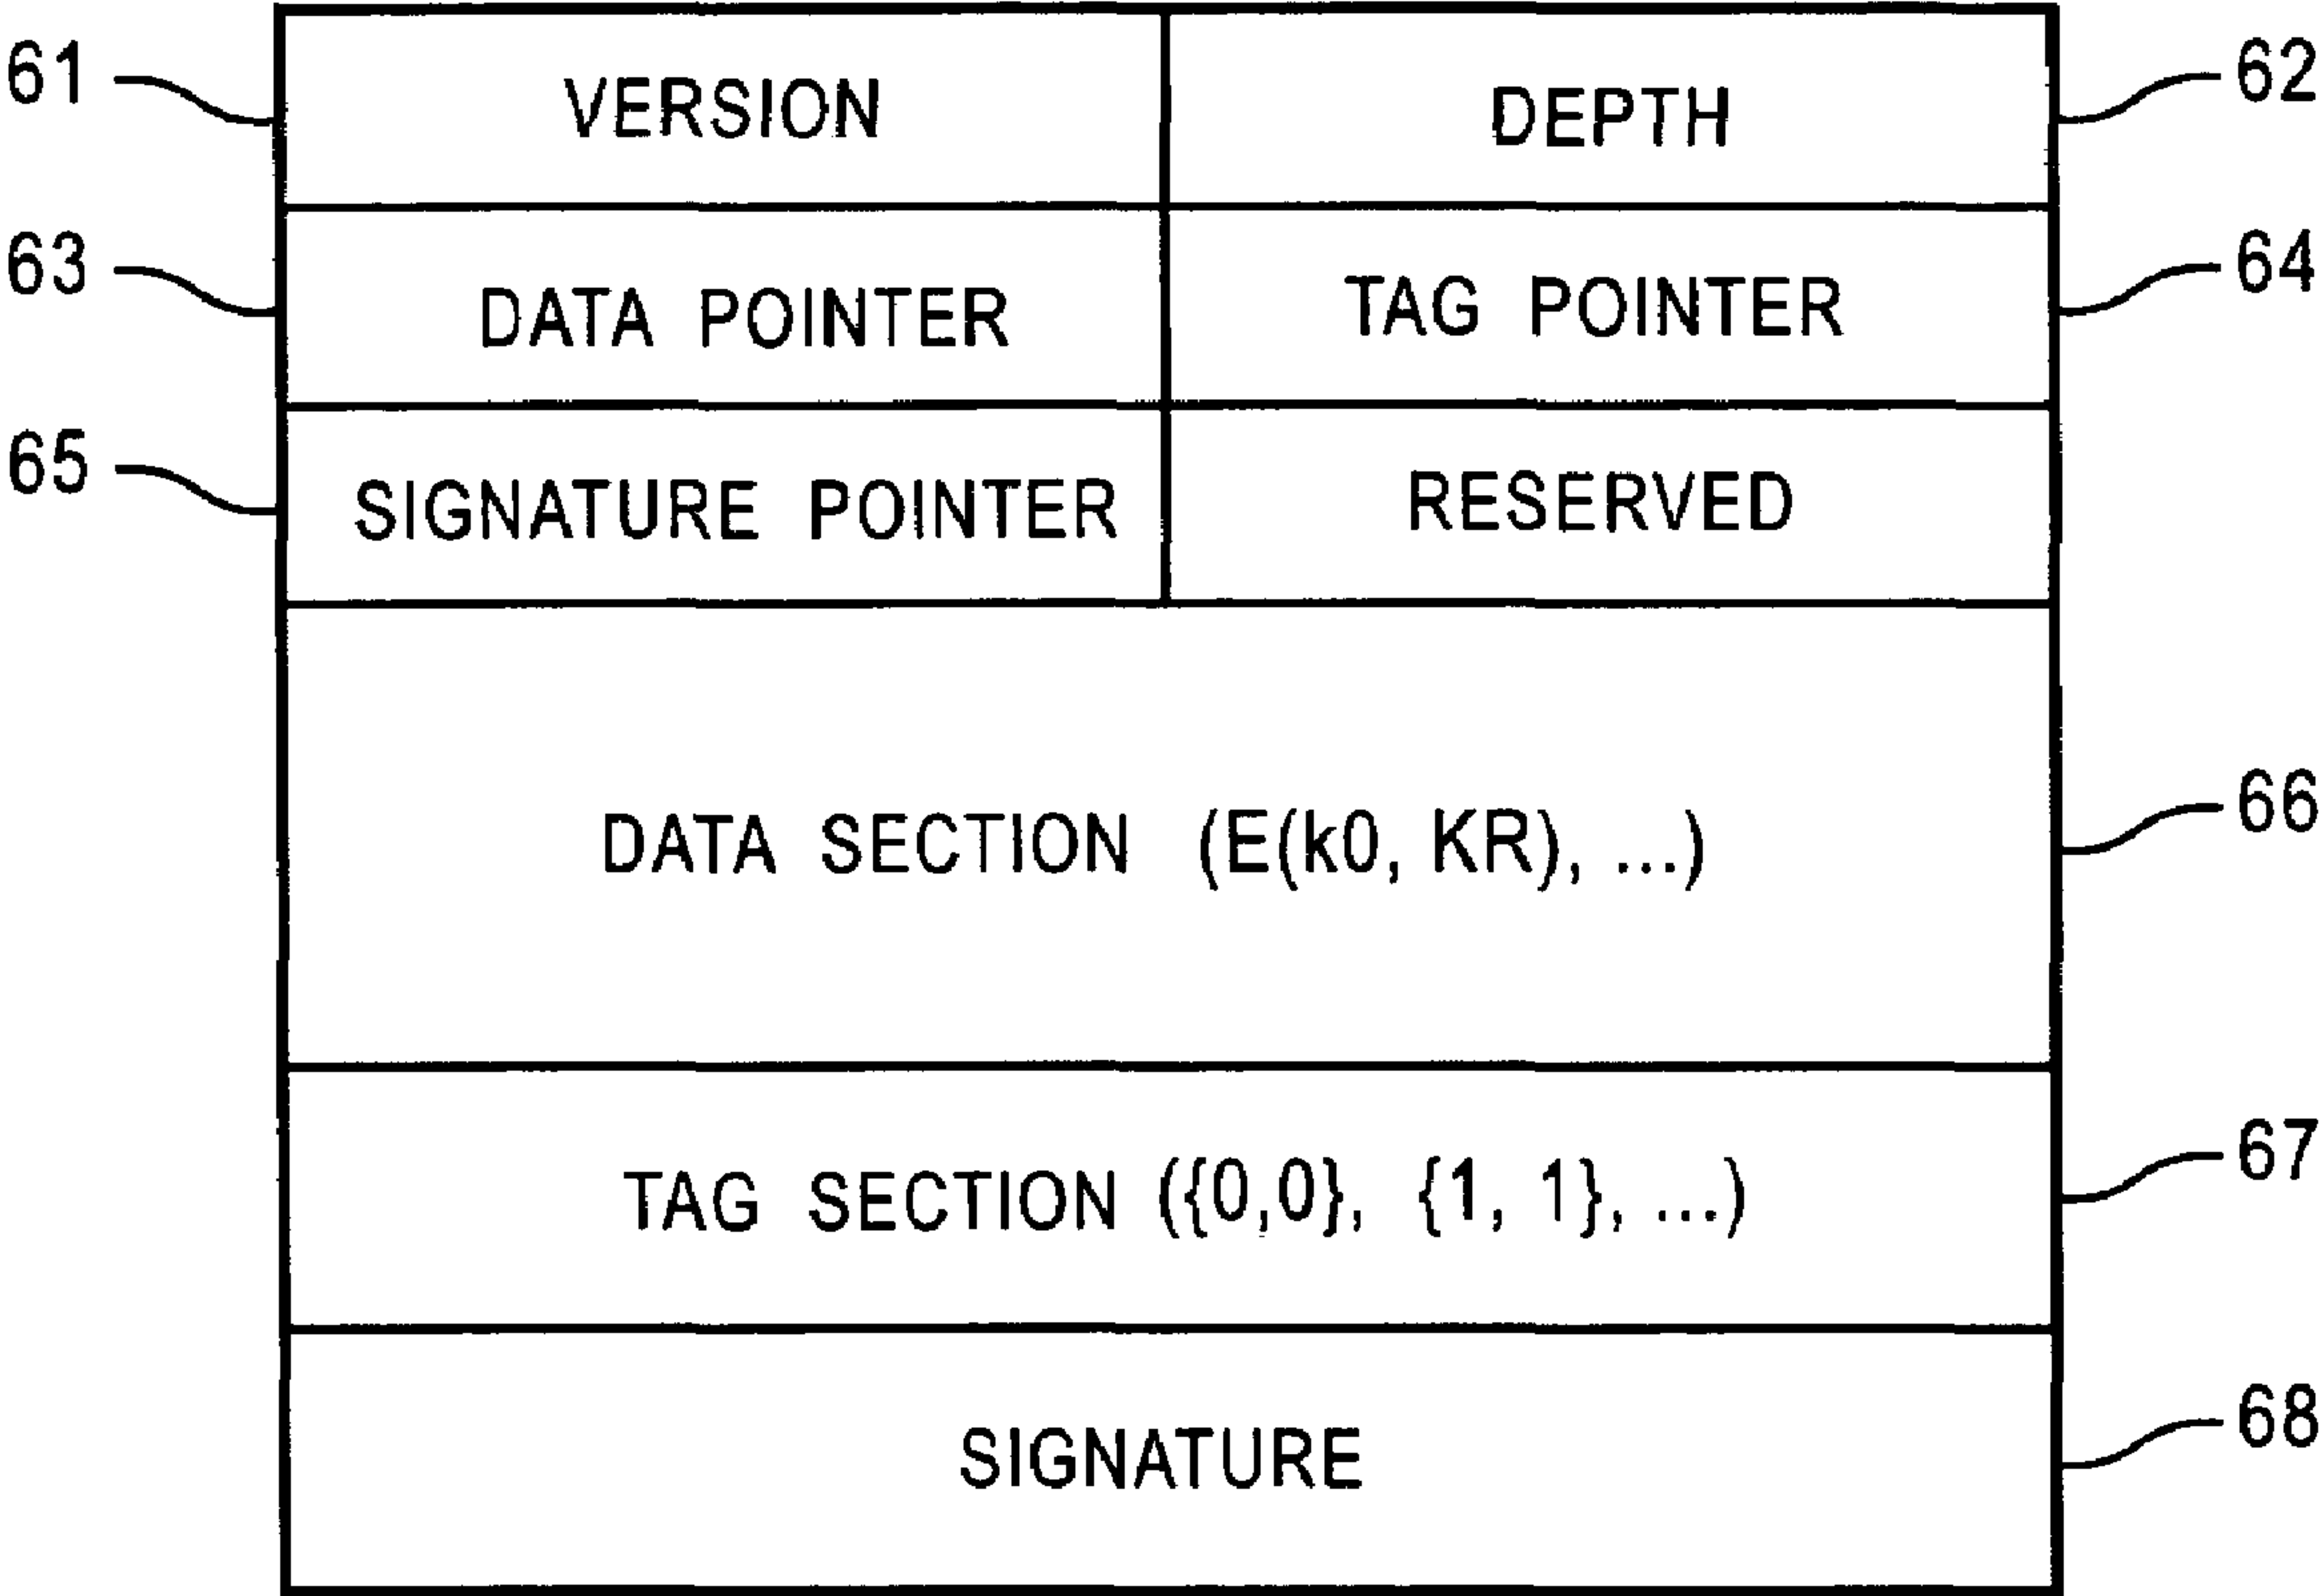 61 VERSION DEPTH 62
63 DATA POINTER TAG POINTER 64
65 SIGNATURE POINTER RESERVED
DATA SECTION (E(k0, KR), ...) 66
TAG SECTION ({0,0}, {1, 1}, ...) 67
SIGNATURE 68